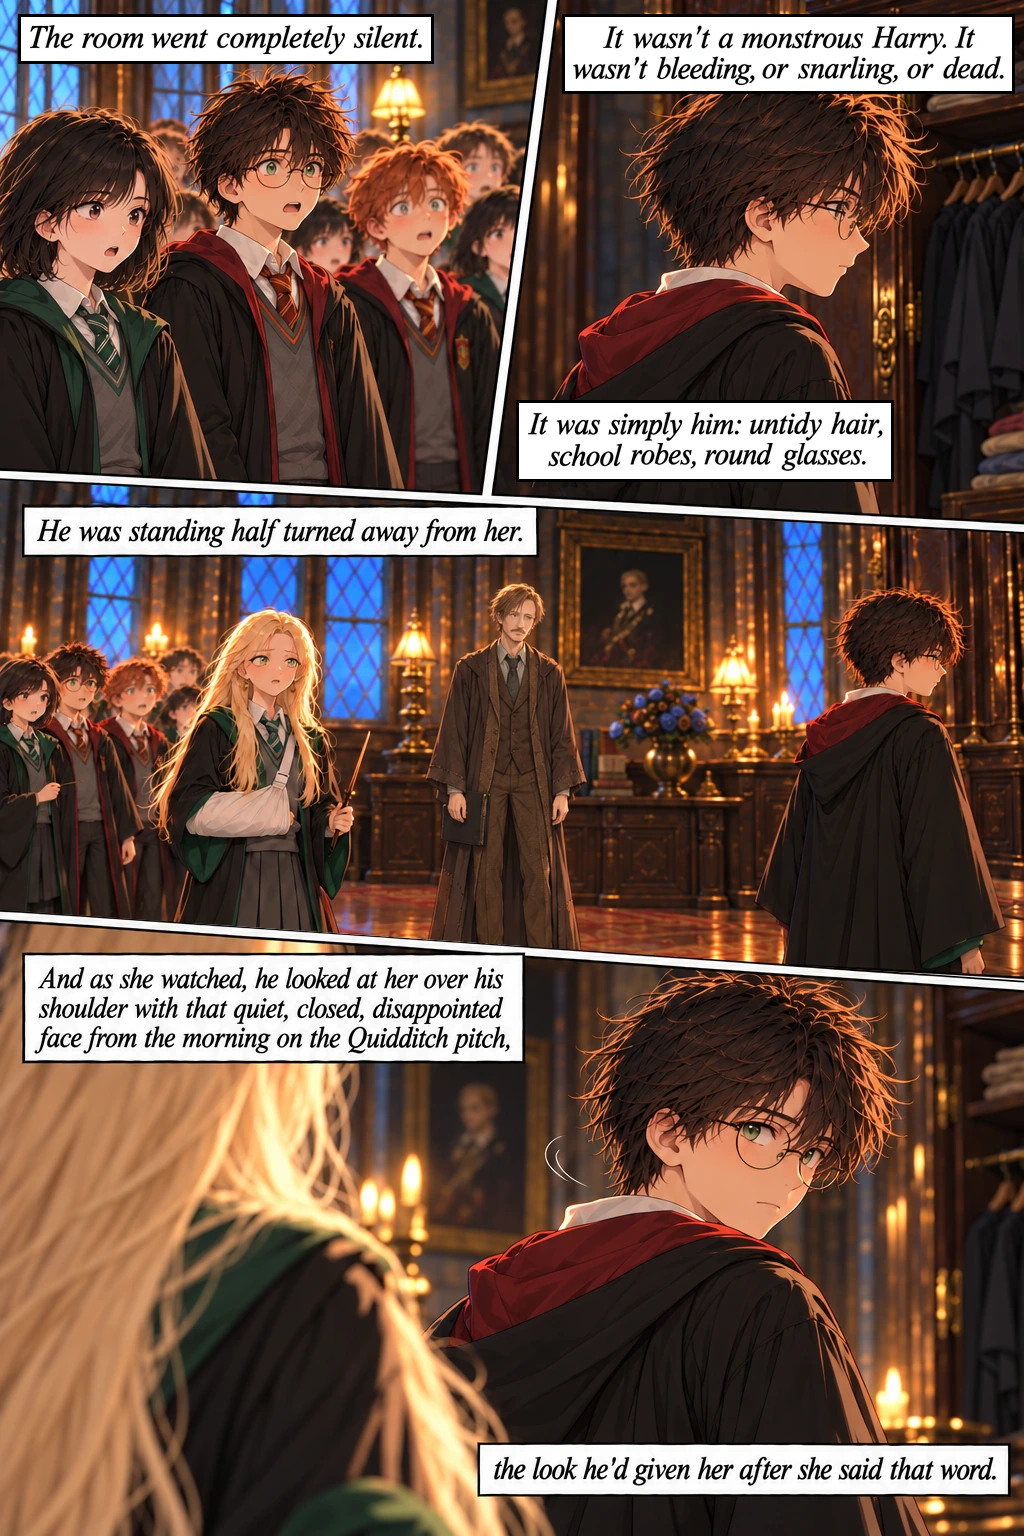 The room went completely silent.
It wasn't a monstrous Harry. It
wasn't bleeding, or snarling, or dead.
It was simply him: untidy hair,
school robes, round glasses.
He was standing half turned away from her.
And as she watched, he looked at her over his
shoulder with that quiet, closed, disappointed
face from the morning on the Quidditch pitch,
the look he'd given her after she said that word.